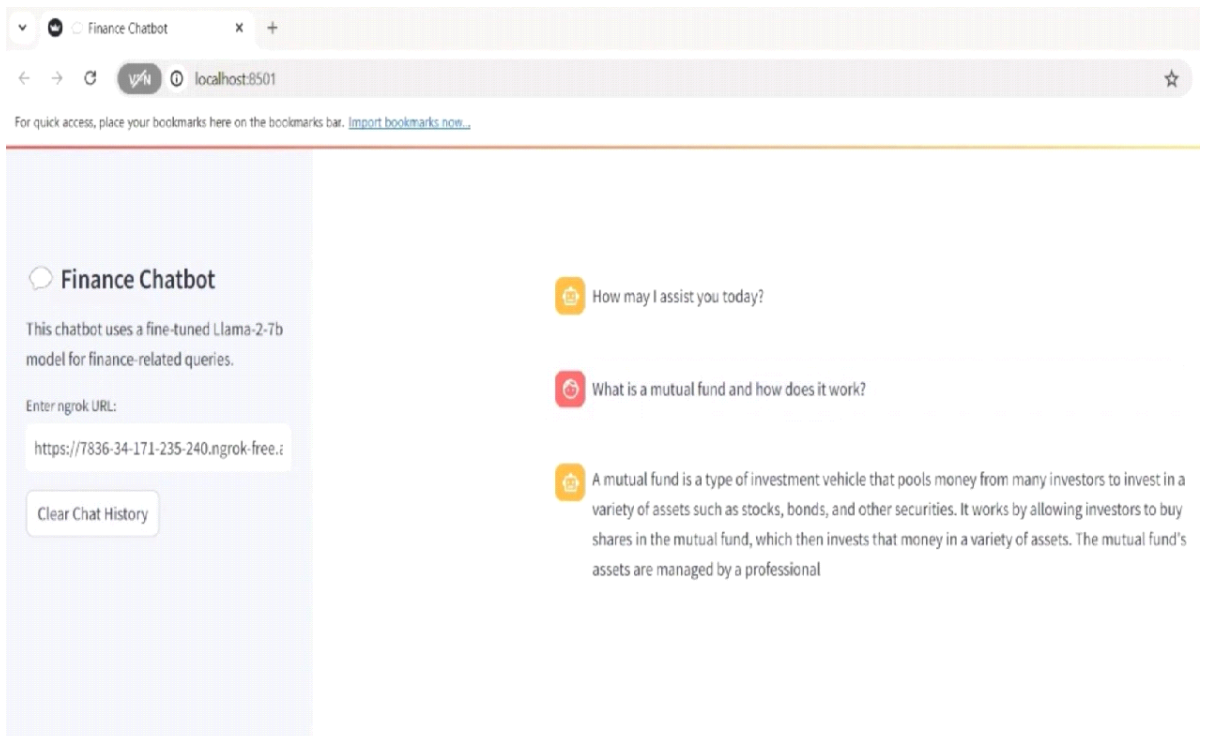 Finance Chatbot
VPN
localhost:8501
For quick access, place your bookmarks here on the bookmarks bar. Import bookmarks now...
Finance Chatbot
This chatbot uses a fine-tuned Llama-2-7b
model for finance-related queries.
Enter ngrok URL:
https://7836-34-171-235-240.ngrok-free.a
Clear Chat History
How may I assist you today?
What is a mutual fund and how does it work?
A mutual fund is a type of investment vehicle that pools money from many investors to invest in a
variety of assets such as stocks, bonds, and other securities. It works by allowing investors to buy
shares in the mutual fund, which then invests that money in a variety of assets. The mutual fund's
assets are managed by a professional